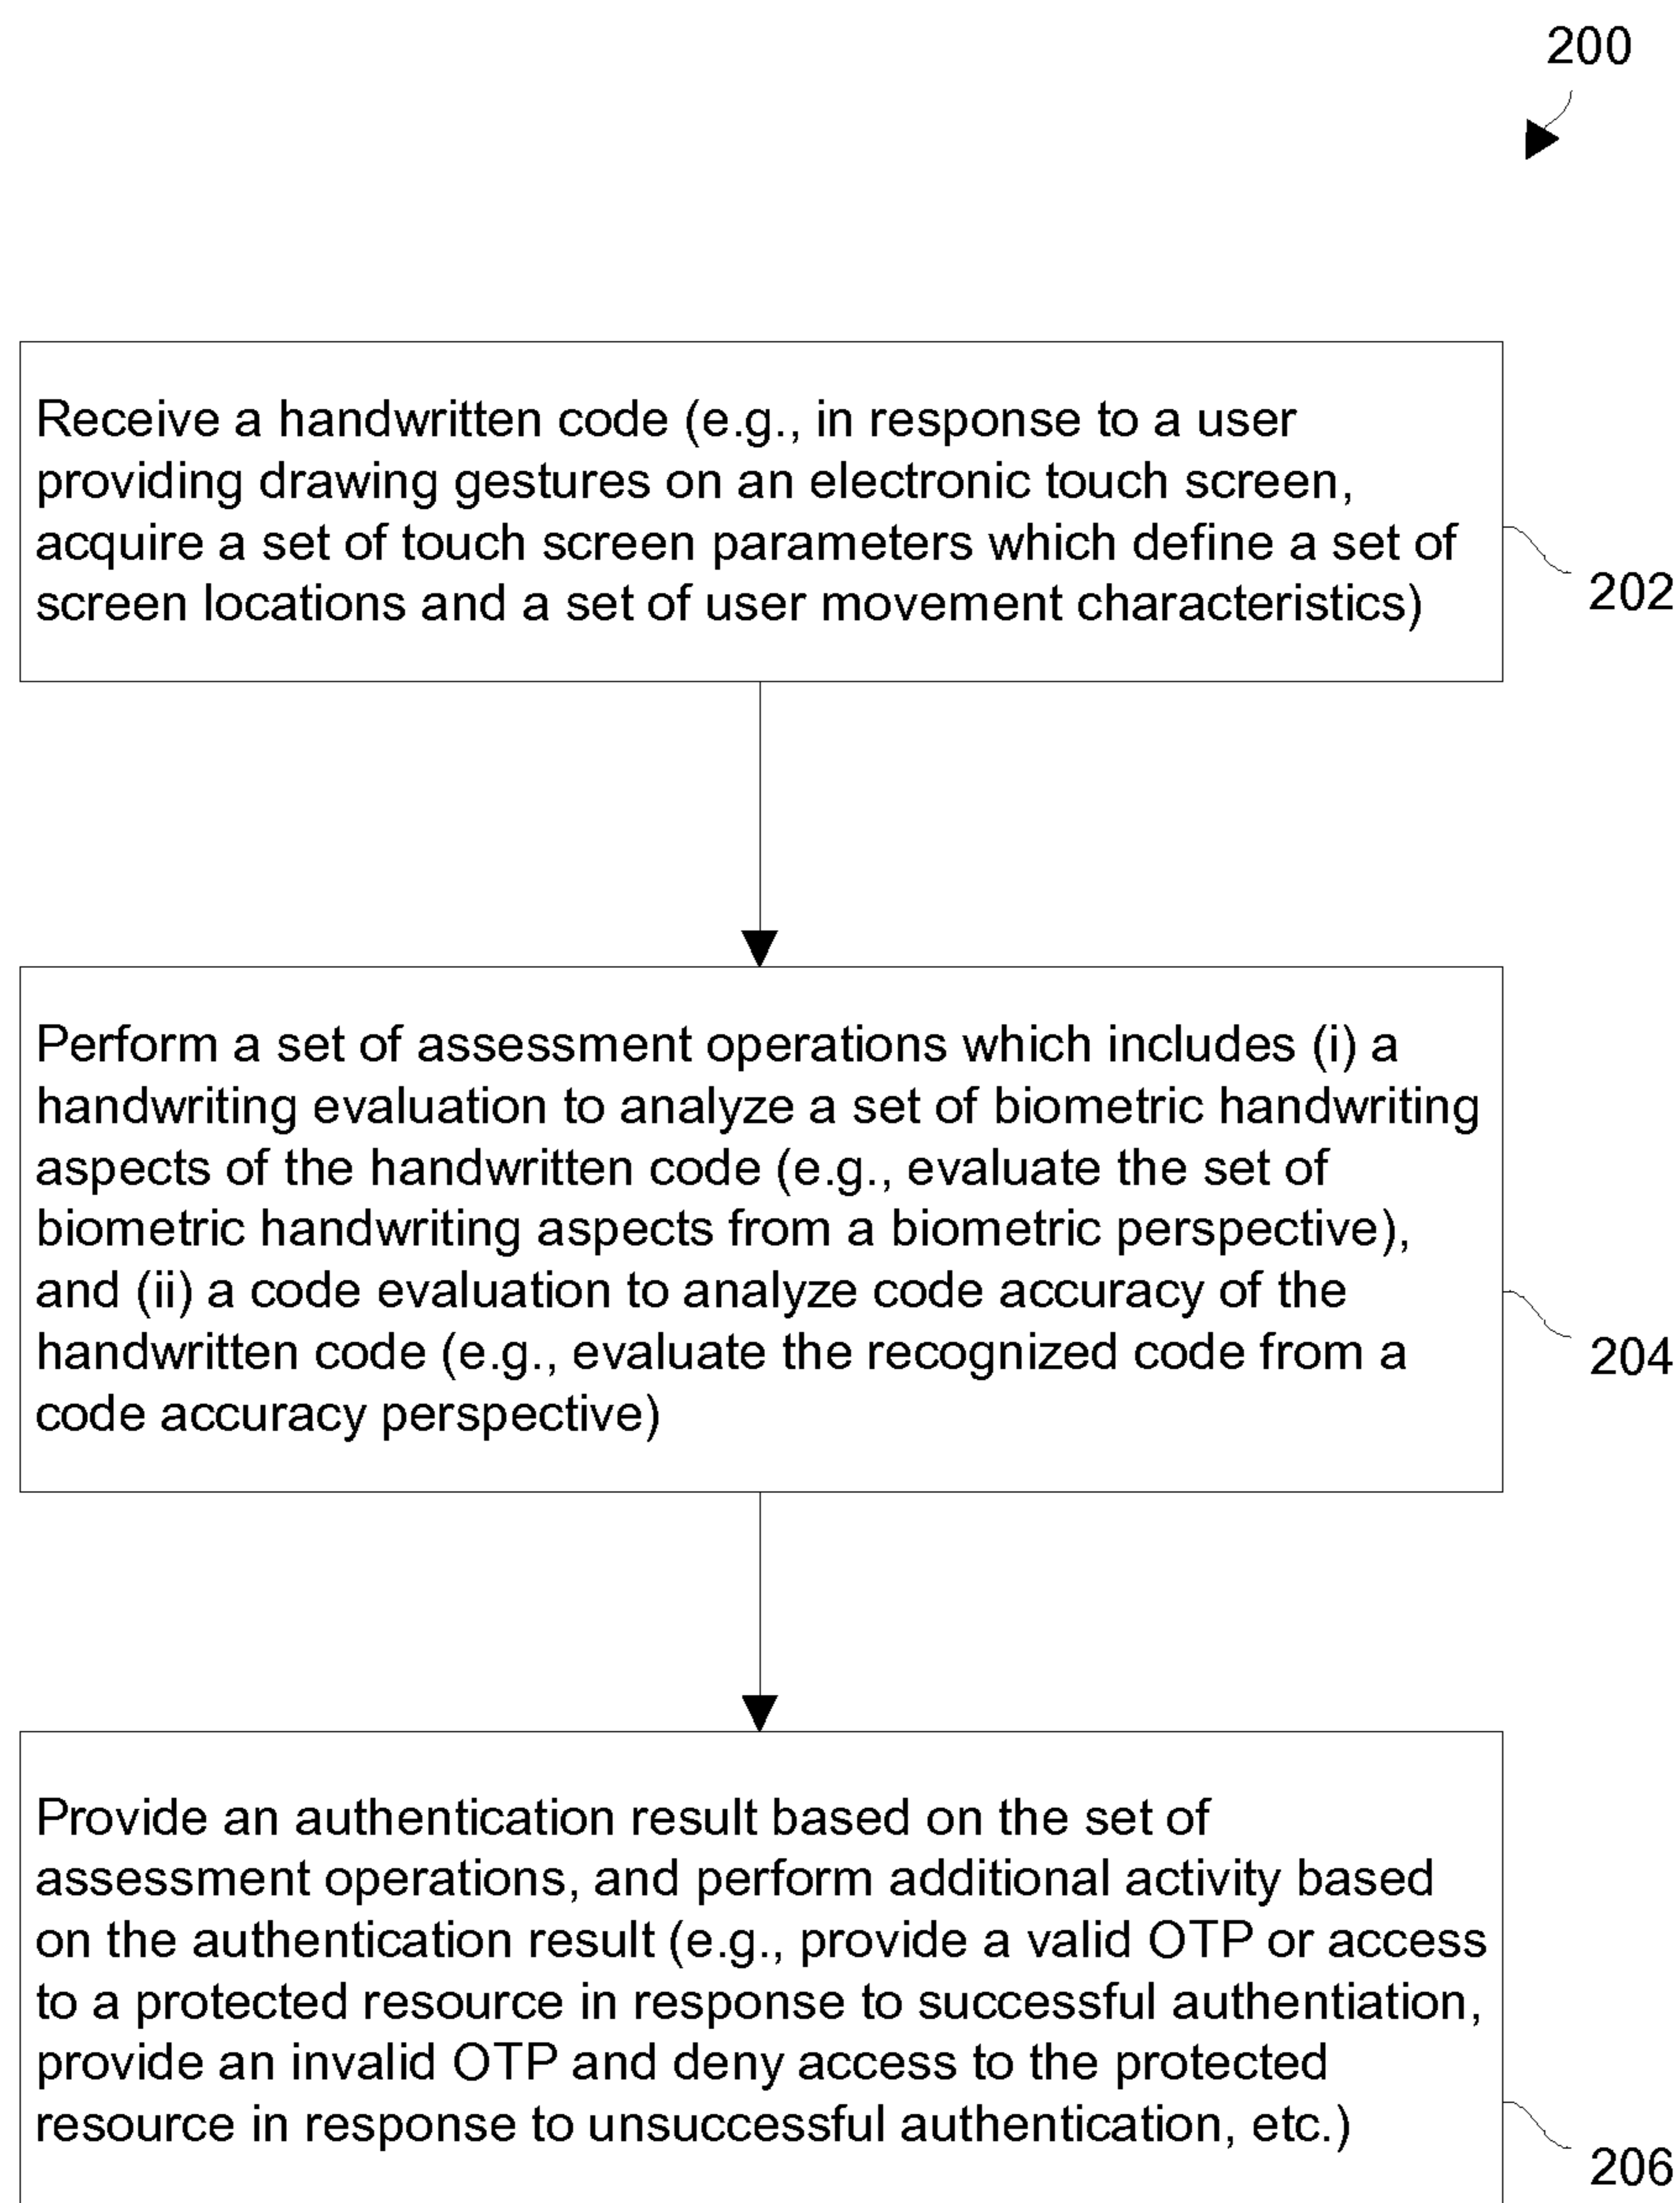 200
Receive a handwritten code (e.g., in response to a user
providing drawing gestures on an electronic touch screen,
acquire a set of touch screen parameters which define a set of
screen locations and a set of user movement characteristics)
202
Perform a set of assessment operations which includes (i) a
handwriting evaluation to analyze a set of biometric handwriting
aspects of the handwritten code (e.g., evaluate the set of
biometric handwriting aspects from a biometric perspective),
and (ii) a code evaluation to analyze code accuracy of the
handwritten code (e.g., evaluate the recognized code from a
code accuracy perspective)
204
Provide an authentication result based on the set of
assessment operations, and perform additional activity based
on the authentication result (e.g., provide a valid OTP or access
to a protected resource in response to successful authentiation,
provide an invalid OTP and deny access to the protected
resource in response to unsuccessful authentication, etc.)
206